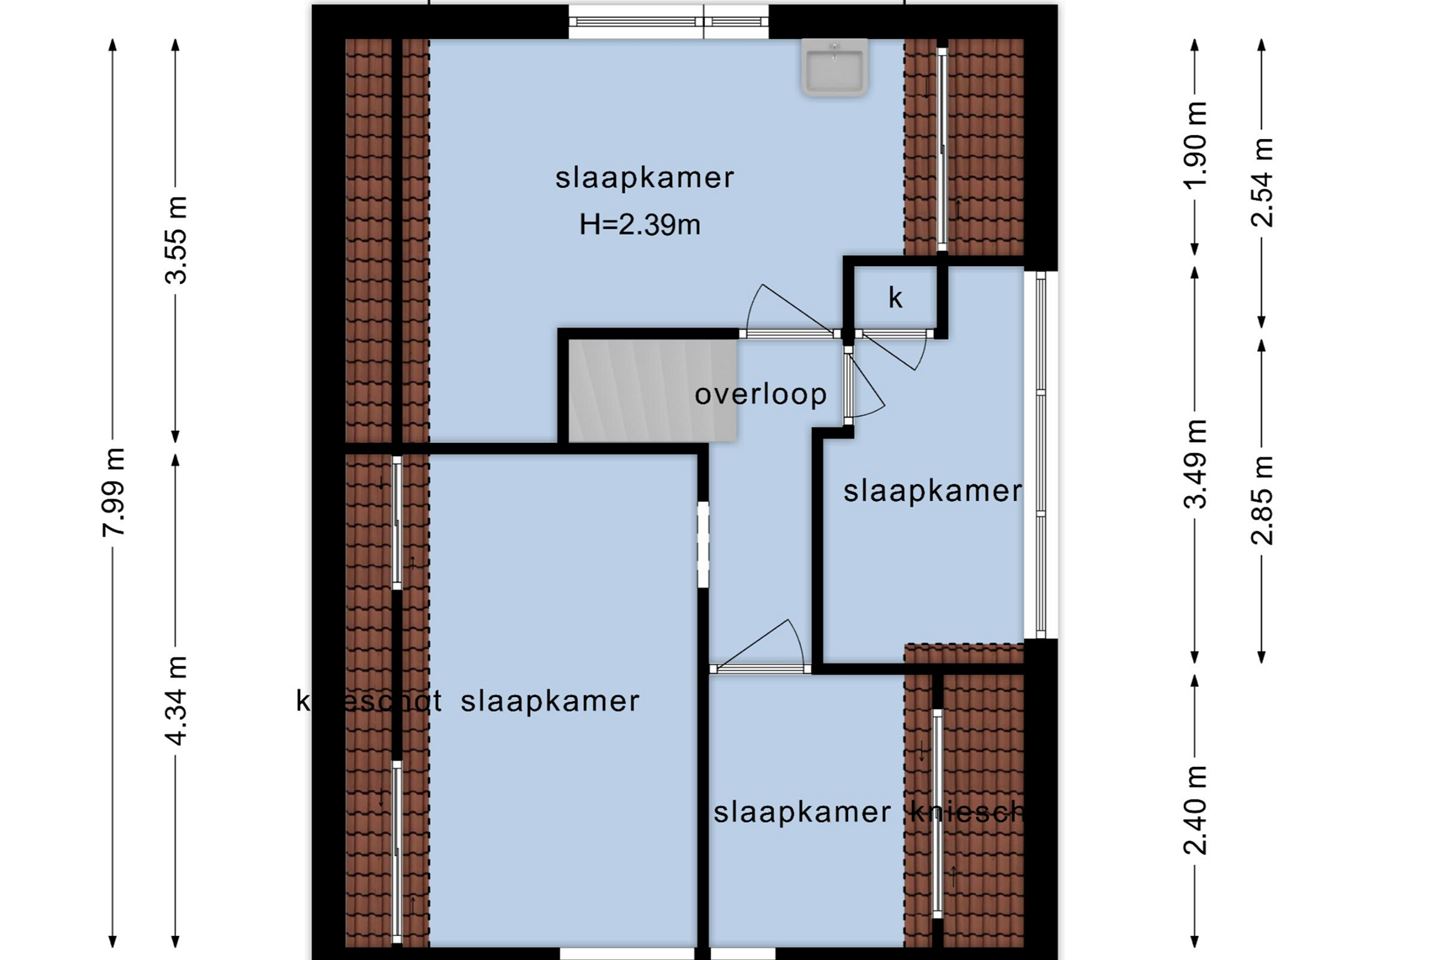 slaapkamer
H=2.39m
k
overloop
slaapkamer
knieschot slaapkamer
slaapkamer kniesch
7.99 m
3.55 m
4.34 m
1.90 m
3.49 m
2.40 m
2.54 m
2.85 m